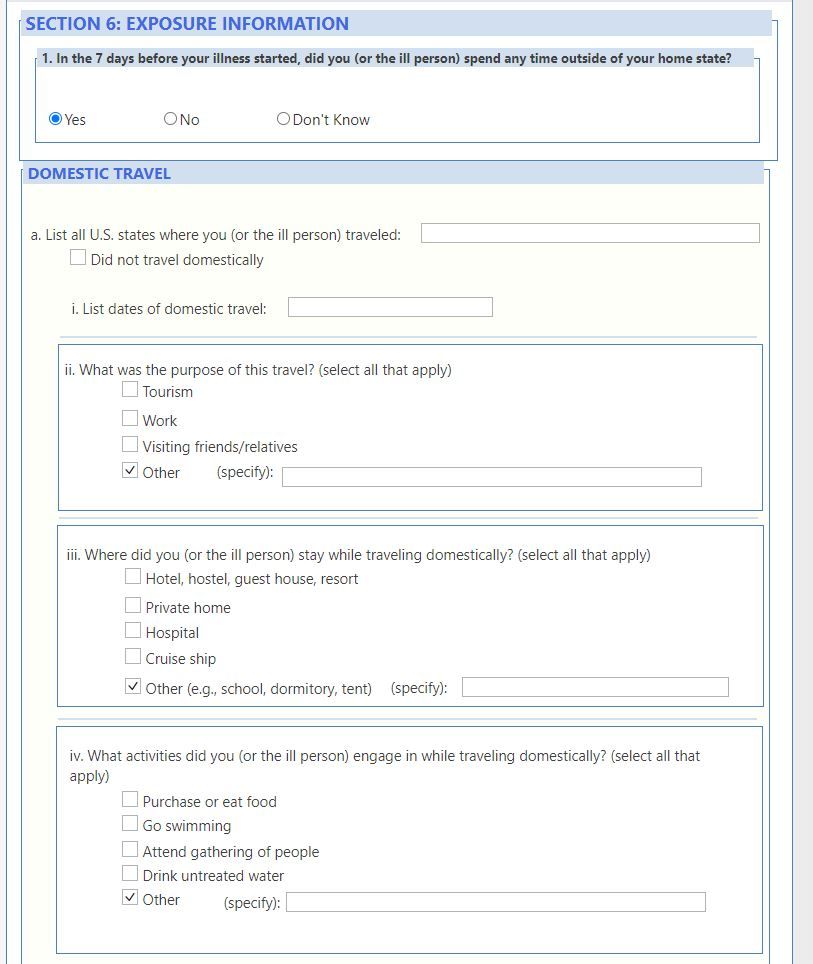 SECTION 6: EXPOSURE INFORMATION
1. In the 7 days before your illness started, did you (or the ill person) spend any time outside of your home state?
Yes No Don't Know
DOMESTIC TRAVEL
a. List all U.S. states where you (or the ill person) traveled:
Did not travel domestically
i. List dates of domestic travel:
ii. What was the purpose of this travel? (select all that apply)
Tourism
Work
Visiting friends/relatives
Other (specify):
iii. Where did you (or the ill person) stay while traveling domestically? (select all that apply)
Hotel, hostel, guest house, resort
Private home
Hospital
Cruise ship
Other (e.g., school, dormitory, tent) (specify):
iv. What activities did you (or the ill person) engage in while traveling domestically? (select all that
apply)
Purchase or eat food
Go swimming
Attend gathering of people
Drink untreated water
Other (specify):